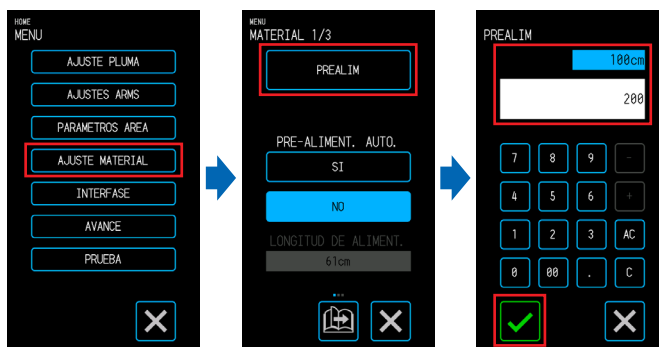 HOME
MENU
AJUSTE PLUMA
AJUSTES ARMS
PARAMETROS AREA
AJUSTE MATERIAL
INTERFASE
AVANCE
PRUEBA
MENU
MATERIAL 1/3
PREALIM
PRE-ALIMENT. AUTO.
SI
NO
LONGITUD DE ALIMENT.
61cm
PREALIM
100cm
200
7 8 9 -
4 5 6 +
1 2 3 AC
0 00 . C